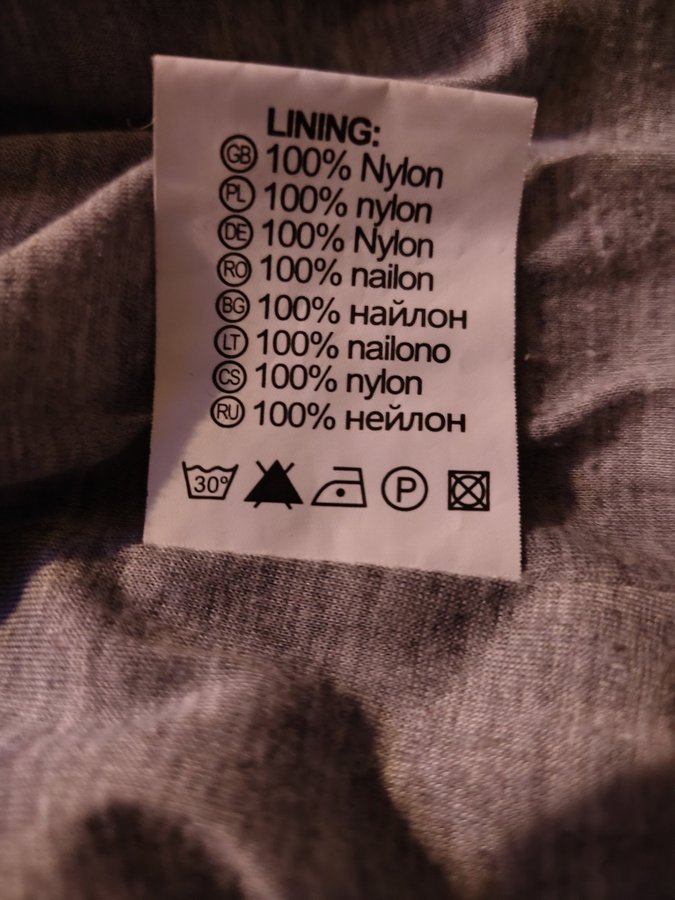 LINING:
GB 100% Nylon
PL 100% nylon
DE 100% Nylon
RO 100% nailon
BG 100% найлон
LT 100% nailono
CS 100% nylon
RU 100% нейлон
30° P